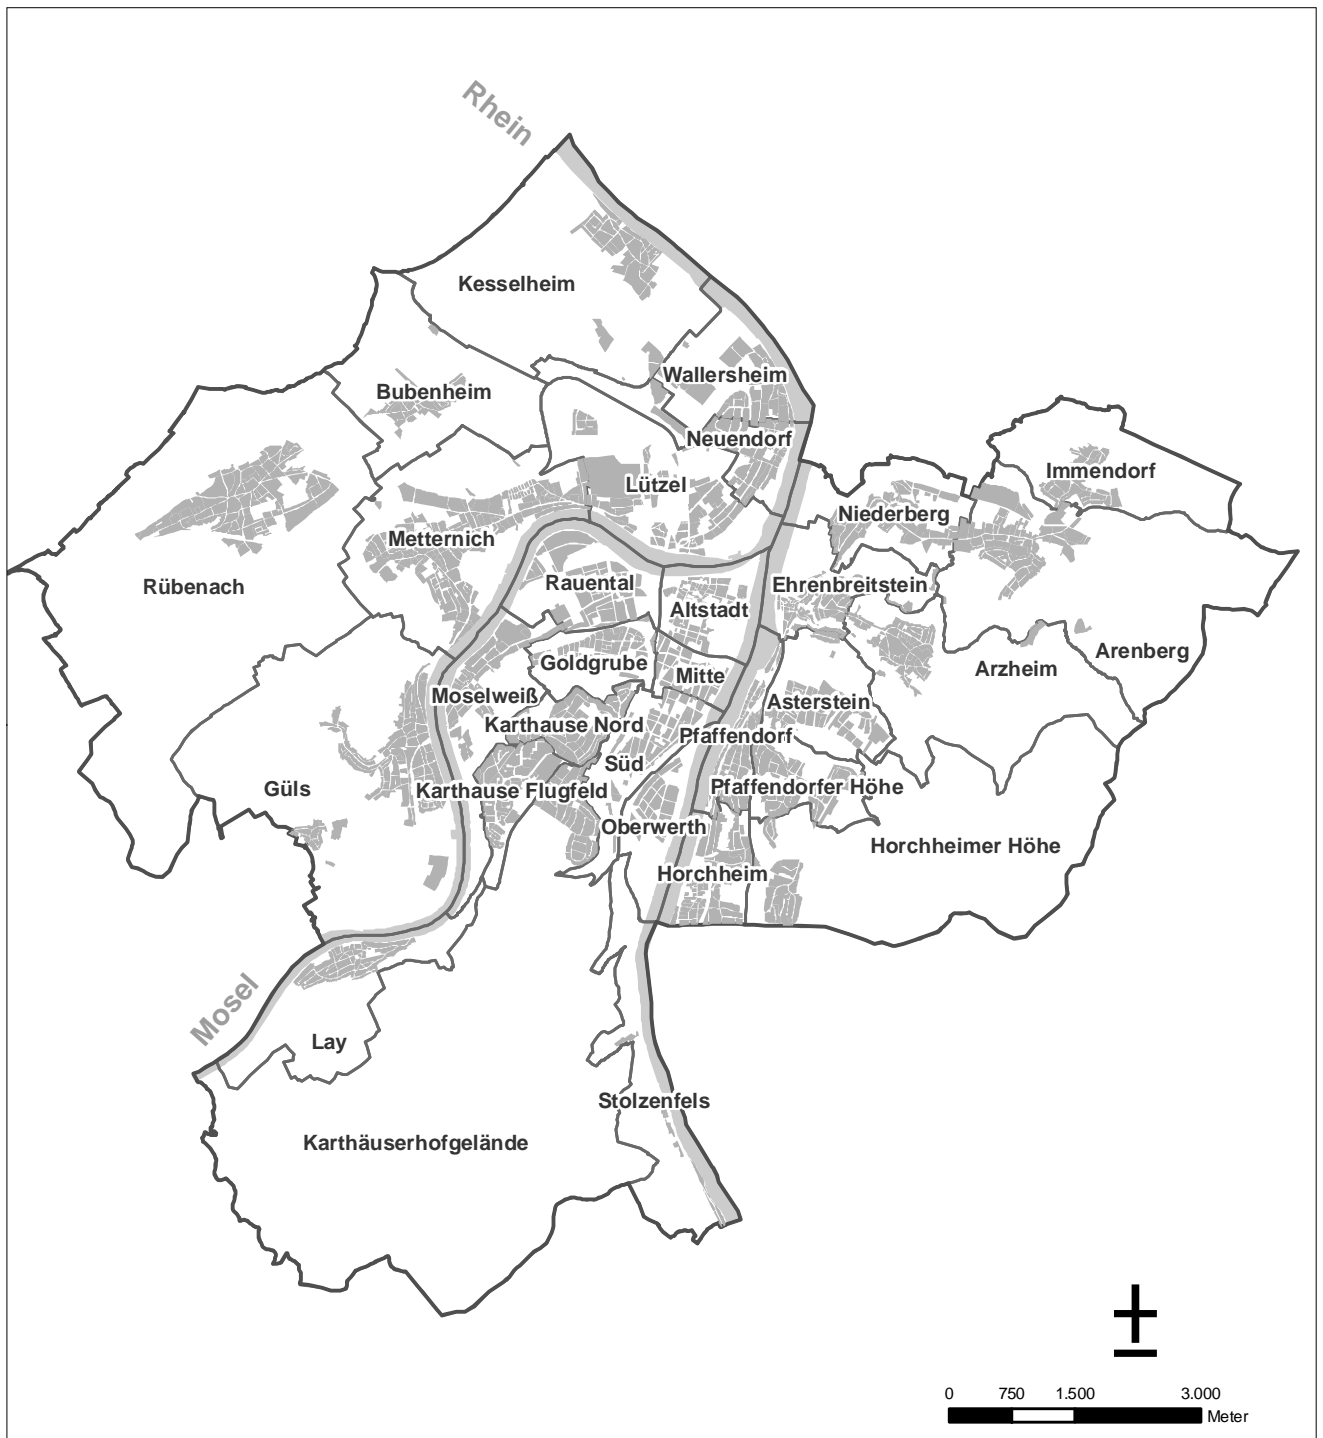 Rhein
Kesselheim
Wallersheim
Bubenheim
Neuendorf
Immendorf
Lützel
Niederberg
Metternich
Rübenach
Rauental
Ehrenbreitstein
Altstadt
Arenberg
Goldgrube
Arzheim
Mitte
Moselweiß
Asterstein
Karthause Nord
Pfaffendorf
Süd
Güls
Karthause Flugfeld
Pfaffendorfer Höhe
Oberwerth
Horchheimer Höhe
Horchheim
Mosel
Lay
Stolzenfels
Karthäuserhofgelände
0 750 1.500 3.000
Meter